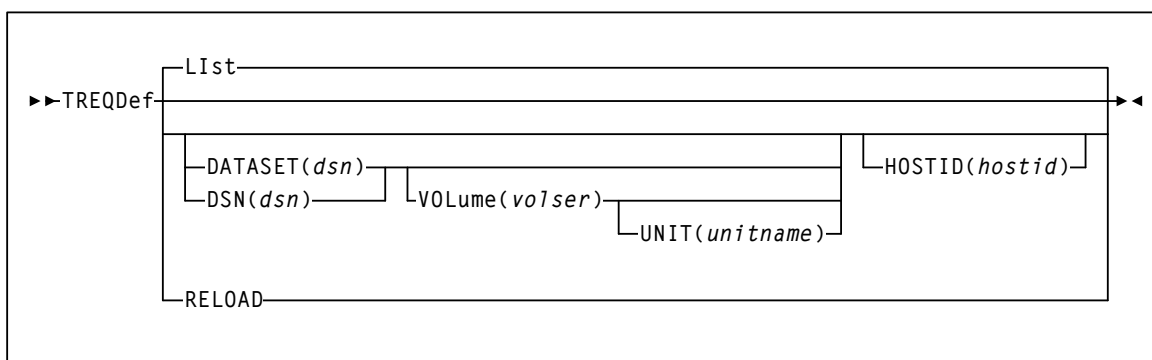 LIst
TREQDef
DATASET(dsn)
HOSTID(hostid)
DSN(dsn)
VOLume(volser)
UNIT(unitname)
RELOAD